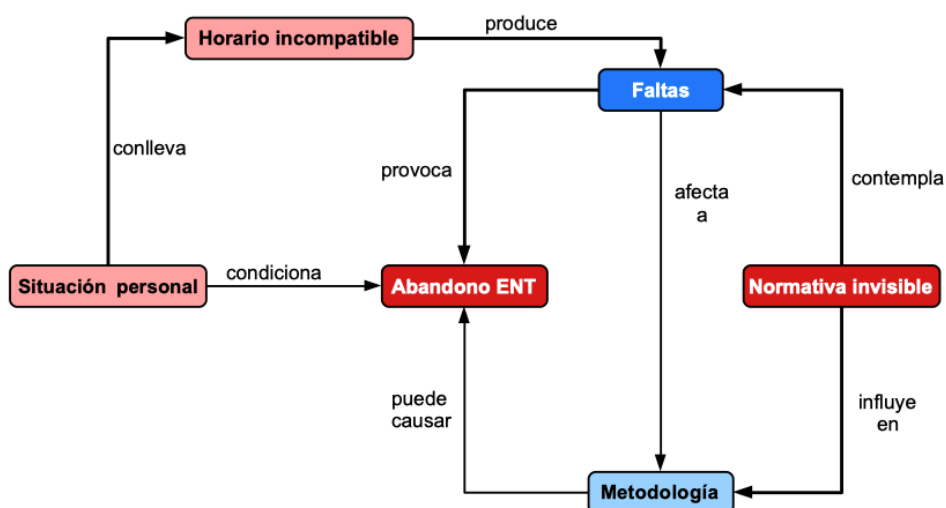 produce
Horario incompatible
Faltas
conlleva
provoca
afecta
a
contempla
condiciona
Situación personal
Abandono ENT
Normativa invisible
puede
causar
influye
en
Metodología